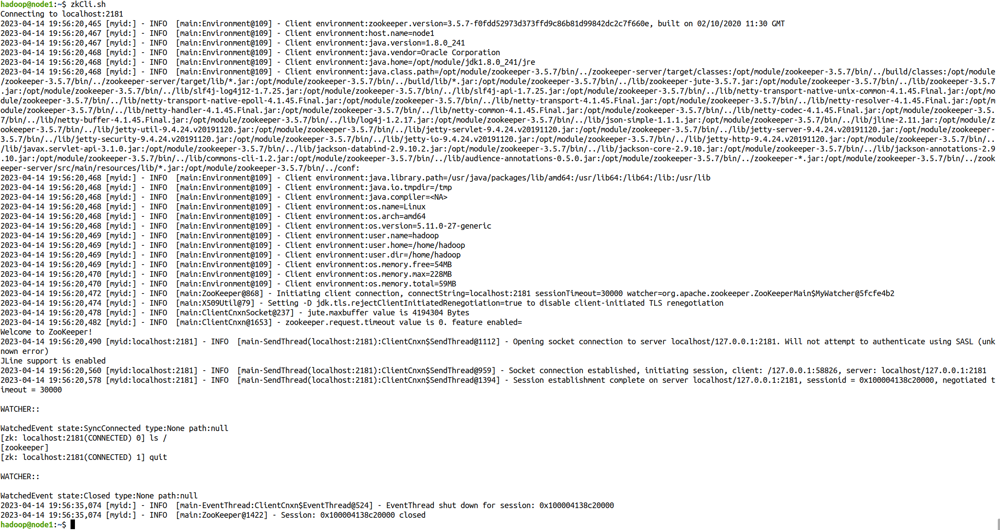 hadoop@node1:~$ zkCli.sh
Connecting to localhost:2181
2023-04-14 19:56:20,465 [myid:] - INFO  [main:Environment@109] - Client environment:zookeeper.version=3.5.7-f0fdd52973d373ffd9c86b81d99842dc2c7f660e, built on 02/10/2020 11:30 GMT
2023-04-14 19:56:20,467 [myid:] - INFO  [main:Environment@109] - Client environment:host.name=node1
2023-04-14 19:56:20,467 [myid:] - INFO  [main:Environment@109] - Client environment:java.version=1.8.0_241
2023-04-14 19:56:20,468 [myid:] - INFO  [main:Environment@109] - Client environment:java.vendor=Oracle Corporation
2023-04-14 19:56:20,468 [myid:] - INFO  [main:Environment@109] - Client environment:java.home=/opt/module/jdk1.8.0_241/jre
2023-04-14 19:56:20,468 [myid:] - INFO  [main:Environment@109] - Client environment:java.class.path=/opt/module/zookeeper-3.5.7/bin/../zookeeper-server/target/classes:/opt/module/zookeeper-3.5.7/bin/../build/classes:/opt/module
/zookeeper-3.5.7/bin/../zookeeper-server/target/lib/*.jar:/opt/module/zookeeper-3.5.7/bin/../build/lib/*.jar:/opt/module/zookeeper-3.5.7/bin/../lib/zookeeper-jute-3.5.7.jar:/opt/module/zookeeper-3.5.7/bin/../lib/zookeeper-3.5.7
.jar:/opt/module/zookeeper-3.5.7/bin/../lib/slf4j-log4j12-1.7.25.jar:/opt/module/zookeeper-3.5.7/bin/../lib/slf4j-api-1.7.25.jar:/opt/module/zookeeper-3.5.7/bin/../lib/netty-transport-native-unix-common-4.1.45.Final.jar:/opt/mo
dule/zookeeper-3.5.7/bin/../lib/netty-transport-native-epoll-4.1.45.Final.jar:/opt/module/zookeeper-3.5.7/bin/../lib/netty-transport-4.1.45.Final.jar:/opt/module/zookeeper-3.5.7/bin/../lib/netty-resolver-4.1.45.Final.jar:/opt/m
odule/zookeeper-3.5.7/bin/../lib/netty-handler-4.1.45.Final.jar:/opt/module/zookeeper-3.5.7/bin/../lib/netty-common-4.1.45.Final.jar:/opt/module/zookeeper-3.5.7/bin/../lib/netty-codec-4.1.45.Final.jar:/opt/module/zookeeper-3.5.
7/bin/../lib/netty-buffer-4.1.45.Final.jar:/opt/module/zookeeper-3.5.7/bin/../lib/log4j-1.2.17.jar:/opt/module/zookeeper-3.5.7/bin/../lib/json-simple-1.1.1.jar:/opt/module/zookeeper-3.5.7/bin/../lib/jline-2.11.jar:/opt/module/z
ookeeper-3.5.7/bin/../lib/jetty-util-9.4.24.v20191120.jar:/opt/module/zookeeper-3.5.7/bin/../lib/jetty-servlet-9.4.24.v20191120.jar:/opt/module/zookeeper-3.5.7/bin/../lib/jetty-server-9.4.24.v20191120.jar:/opt/module/zookeeper-
3.5.7/bin/../lib/jetty-security-9.4.24.v20191120.jar:/opt/module/zookeeper-3.5.7/bin/../lib/jetty-io-9.4.24.v20191120.jar:/opt/module/zookeeper-3.5.7/bin/../lib/jetty-http-9.4.24.v20191120.jar:/opt/module/zookeeper-3.5.7/bin/..
/lib/javax.servlet-api-3.1.0.jar:/opt/module/zookeeper-3.5.7/bin/../lib/jackson-databind-2.9.10.2.jar:/opt/module/zookeeper-3.5.7/bin/../lib/jackson-core-2.9.10.jar:/opt/module/zookeeper-3.5.7/bin/../lib/jackson-annotations-2.9
.10.jar:/opt/module/zookeeper-3.5.7/bin/../lib/commons-cli-1.2.jar:/opt/module/zookeeper-3.5.7/bin/../lib/audience-annotations-0.5.0.jar:/opt/module/zookeeper-3.5.7/bin/../zookeeper-*.jar:/opt/module/zookeeper-3.5.7/bin/../zook
eeper-server/src/main/resources/lib/*.jar:/opt/module/zookeeper-3.5.7/bin/../conf:
2023-04-14 19:56:20,468 [myid:] - INFO  [main:Environment@109] - Client environment:java.library.path=/usr/java/packages/lib/amd64:/usr/lib64:/lib64:/lib:/usr/lib
2023-04-14 19:56:20,468 [myid:] - INFO  [main:Environment@109] - Client environment:java.io.tmpdir=/tmp
2023-04-14 19:56:20,468 [myid:] - INFO  [main:Environment@109] - Client environment:java.compiler=<NA>
2023-04-14 19:56:20,468 [myid:] - INFO  [main:Environment@109] - Client environment:os.name=Linux
2023-04-14 19:56:20,468 [myid:] - INFO  [main:Environment@109] - Client environment:os.arch=amd64
2023-04-14 19:56:20,468 [myid:] - INFO  [main:Environment@109] - Client environment:os.version=5.11.0-27-generic
2023-04-14 19:56:20,469 [myid:] - INFO  [main:Environment@109] - Client environment:user.name=hadoop
2023-04-14 19:56:20,469 [myid:] - INFO  [main:Environment@109] - Client environment:user.home=/home/hadoop
2023-04-14 19:56:20,469 [myid:] - INFO  [main:Environment@109] - Client environment:user.dir=/home/hadoop
2023-04-14 19:56:20,469 [myid:] - INFO  [main:Environment@109] - Client environment:os.memory.free=54MB
2023-04-14 19:56:20,470 [myid:] - INFO  [main:Environment@109] - Client environment:os.memory.max=228MB
2023-04-14 19:56:20,470 [myid:] - INFO  [main:Environment@109] - Client environment:os.memory.total=59MB
2023-04-14 19:56:20,472 [myid:] - INFO  [main:ZooKeeper@868] - Initiating client connection, connectString=localhost:2181 sessionTimeout=30000 watcher=org.apache.zookeeper.ZooKeeperMain$MyWatcher@5fcfe4b2
2023-04-14 19:56:20,474 [myid:] - INFO  [main:X509Util@79] - Setting -D jdk.tls.rejectClientInitiatedRenegotiation=true to disable client-initiated TLS renegotiation
2023-04-14 19:56:20,478 [myid:] - INFO  [main:ClientCnxnSocket@237] - jute.maxbuffer value is 4194304 Bytes
2023-04-14 19:56:20,482 [myid:] - INFO  [main:ClientCnxn@1653] - zookeeper.request.timeout value is 0. feature enabled=
Welcome to ZooKeeper!
2023-04-14 19:56:20,490 [myid:localhost:2181] - INFO  [main-SendThread(localhost:2181):ClientCnxn$SendThread@1112] - Opening socket connection to server localhost/127.0.0.1:2181. Will not attempt to authenticate using SASL (unk
nown error)
JLine support is enabled
2023-04-14 19:56:20,560 [myid:localhost:2181] - INFO  [main-SendThread(localhost:2181):ClientCnxn$SendThread@959] - Socket connection established, initiating session, client: /127.0.0.1:58826, server: localhost/127.0.0.1:2181
2023-04-14 19:56:20,578 [myid:localhost:2181] - INFO  [main-SendThread(localhost:2181):ClientCnxn$SendThread@1394] - Session establishment complete on server localhost/127.0.0.1:2181, sessionid = 0x100004138c20000, negotiated t
imeout = 30000

WATCHER::

WatchedEvent state:SyncConnected type:None path:null
[zk: localhost:2181(CONNECTED) 0] ls /
[zookeeper]
[zk: localhost:2181(CONNECTED) 1] quit

WATCHER::

WatchedEvent state:Closed type:None path:null
2023-04-14 19:56:35,074 [myid:] - INFO  [main-EventThread:ClientCnxn$EventThread@524] - EventThread shut down for session: 0x100004138c20000
2023-04-14 19:56:35,074 [myid:] - INFO  [main:ZooKeeper@1422] - Session: 0x100004138c20000 closed
hadoop@node1:~$